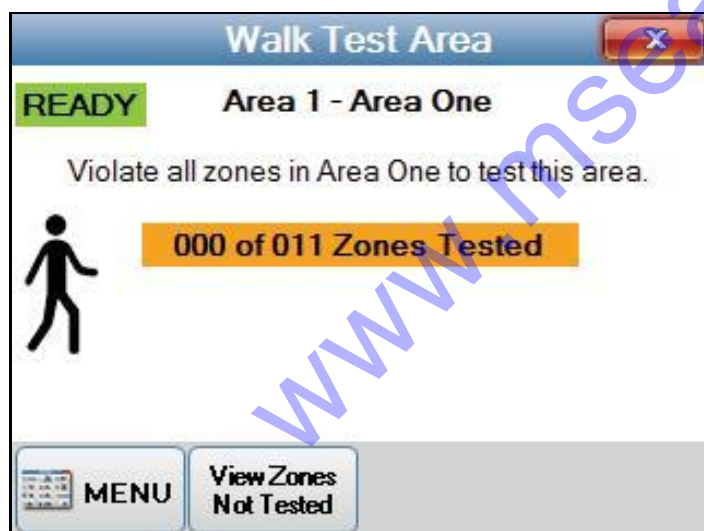 Walk Test Area
READY
Area 1 - Area One
Violate all zones in Area One to test this area.
000 of 011 Zones Tested
MENU
View Zones
Not Tested
www.msea